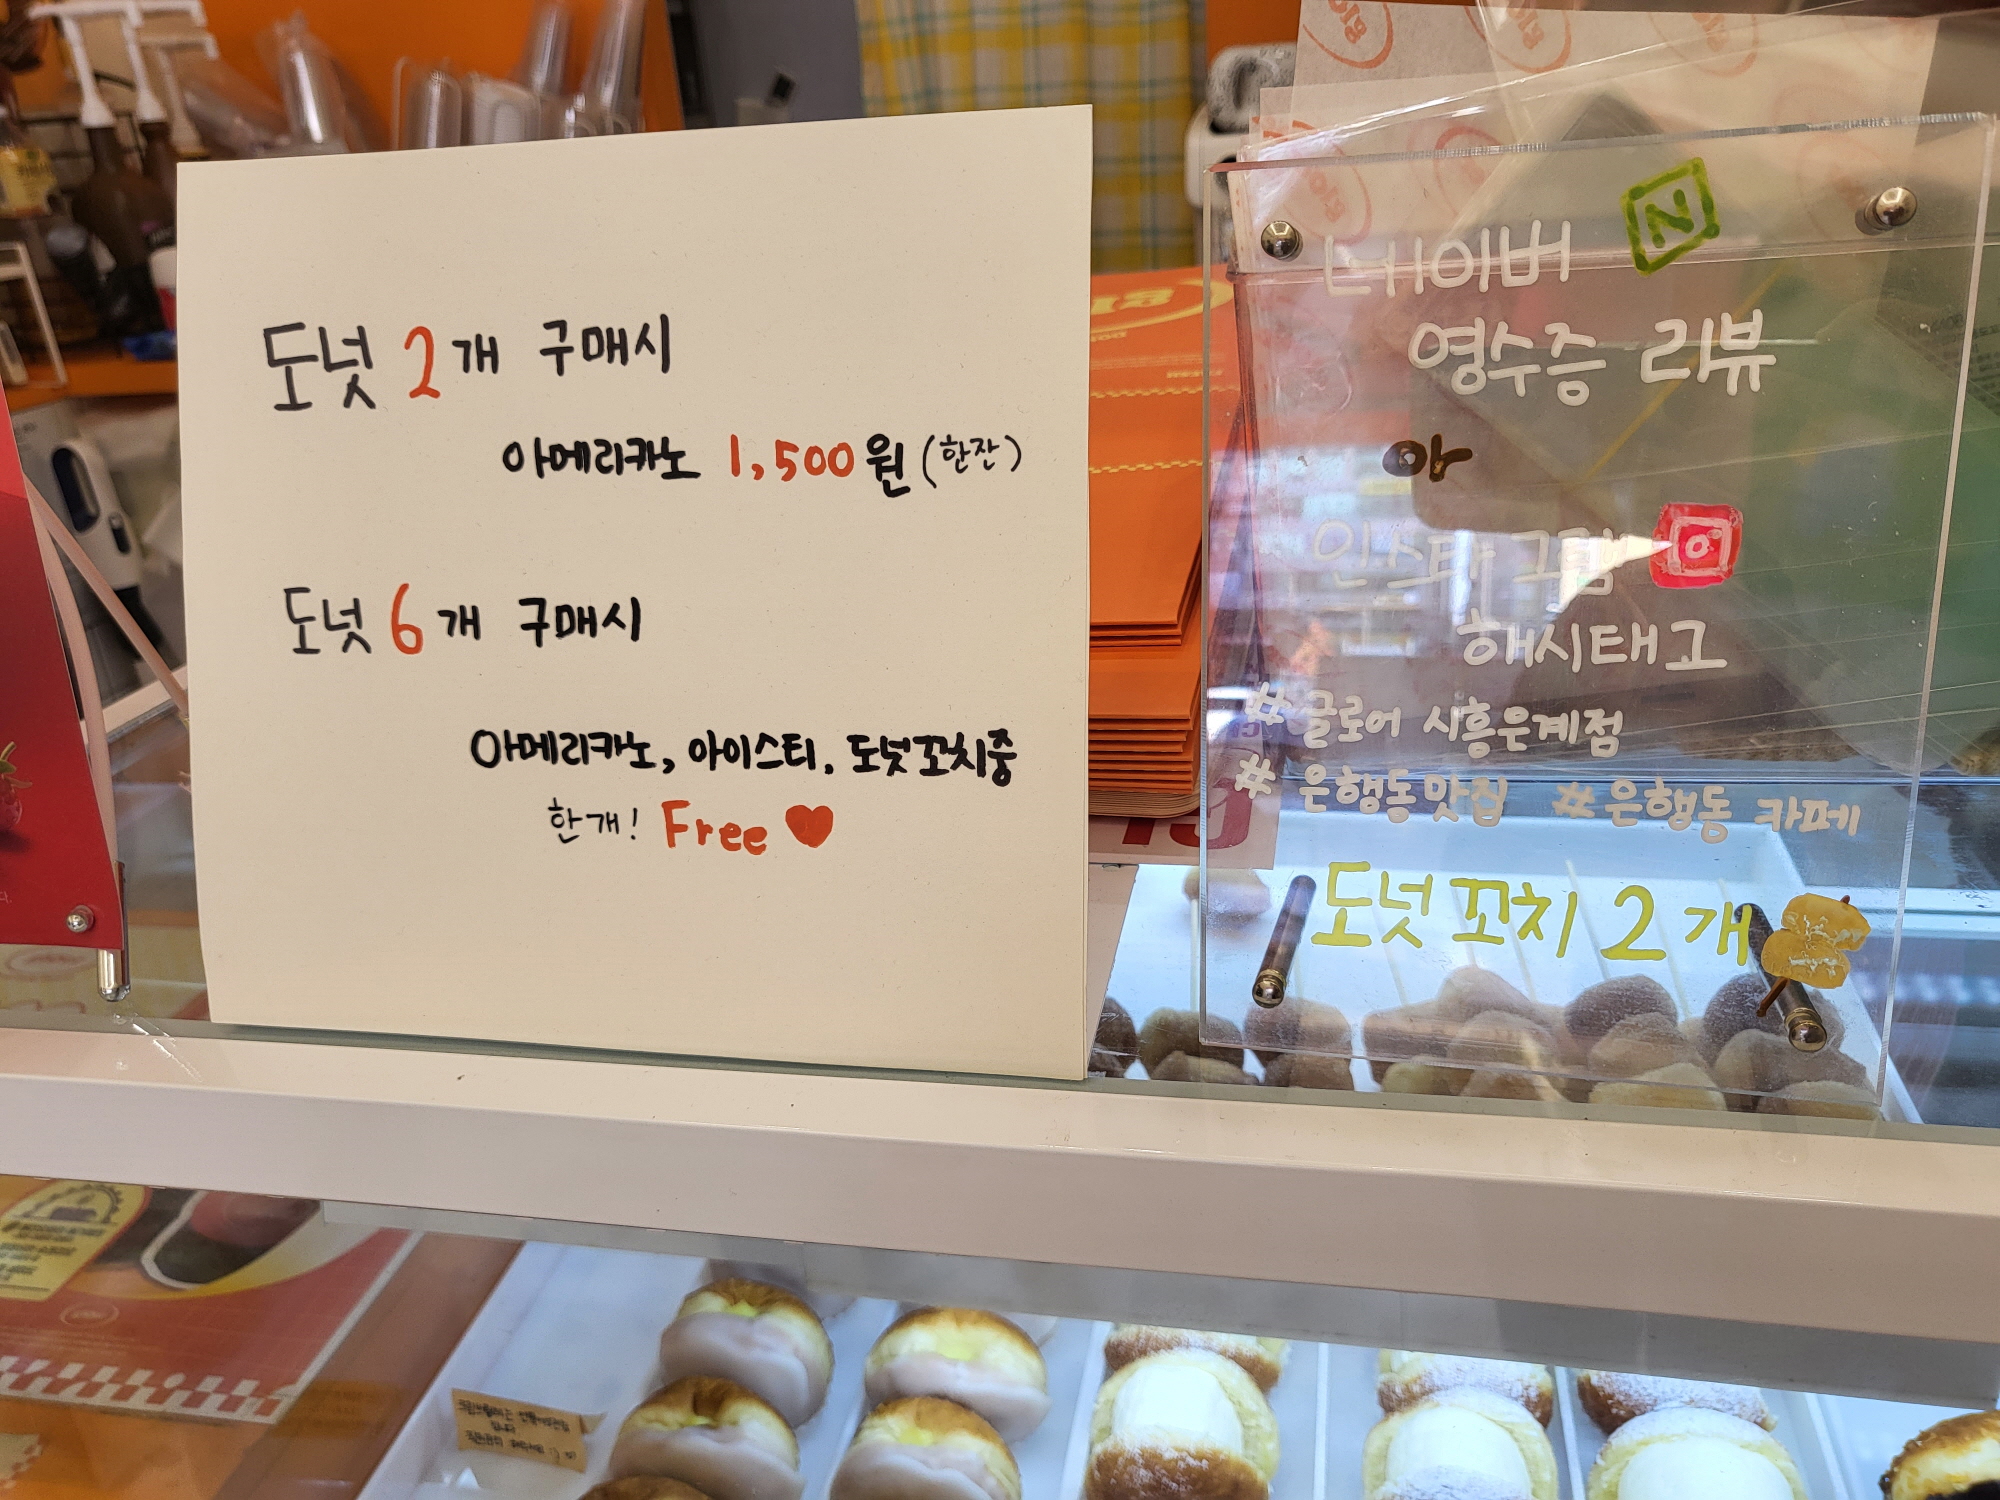 도넛 2개 구매시
아메리카노 1,500원 (한잔)
도넛 6개 구매시
아메리카노, 아이스티, 도넛꼬치중
한개! Free ♥
네이버 N
영수증 리뷰
인스타그램
해시태그
# 글로어 시흥은계점
# 은행동맛집 # 은행동 카페
도넛꼬치 2개